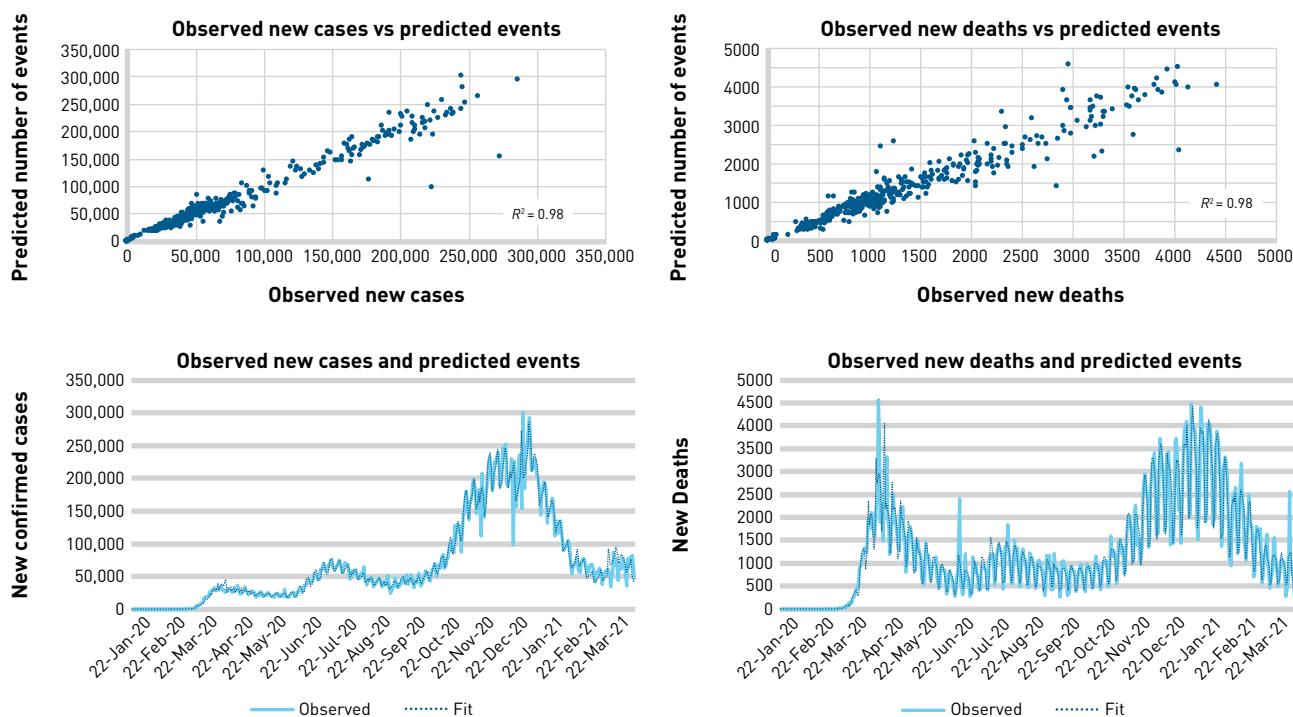 Observed new cases vs predicted events
Predicted number of events
350,000
300,000
250,000
200,000
150,000
100,000
50,000
0
R² = 0.98
50,000 100,000 150,000 200,000 250,000 300,000 350,000
Observed new cases
Observed new deaths vs predicted events
Predicted number of events
5000
4000
3000
2000
1000
0
R² = 0.98
0 500 1000 1500 2000 2500 3000 3500 4000 4500 5000
Observed new deaths
Observed new cases and predicted events
New confirmed cases
350,000
300,000
250,000
200,000
150,000
100,000
50,000
0
22-Jan-20
22-Feb-20
22-Mar-20
22-Apr-20
22-May-20
22-Jun-20
22-Jul-20
22-Aug-20
22-Sep-20
22-Oct-20
22-Nov-20
22-Dec-20
22-Jan-21
22-Feb-21
22-Mar-21
Observed Fit
Observed new deaths and predicted events
New Deaths
5000
4500
4000
3500
3000
2500
2000
1500
1000
500
0
22-Jan-20
22-Feb-20
22-Mar-20
22-Apr-20
22-May-20
22-Jun-20
22-Jul-20
22-Aug-20
22-Sep-20
22-Oct-20
22-Nov-20
22-Dec-20
22-Jan-21
22-Feb-21
22-Mar-21
Observed Fit